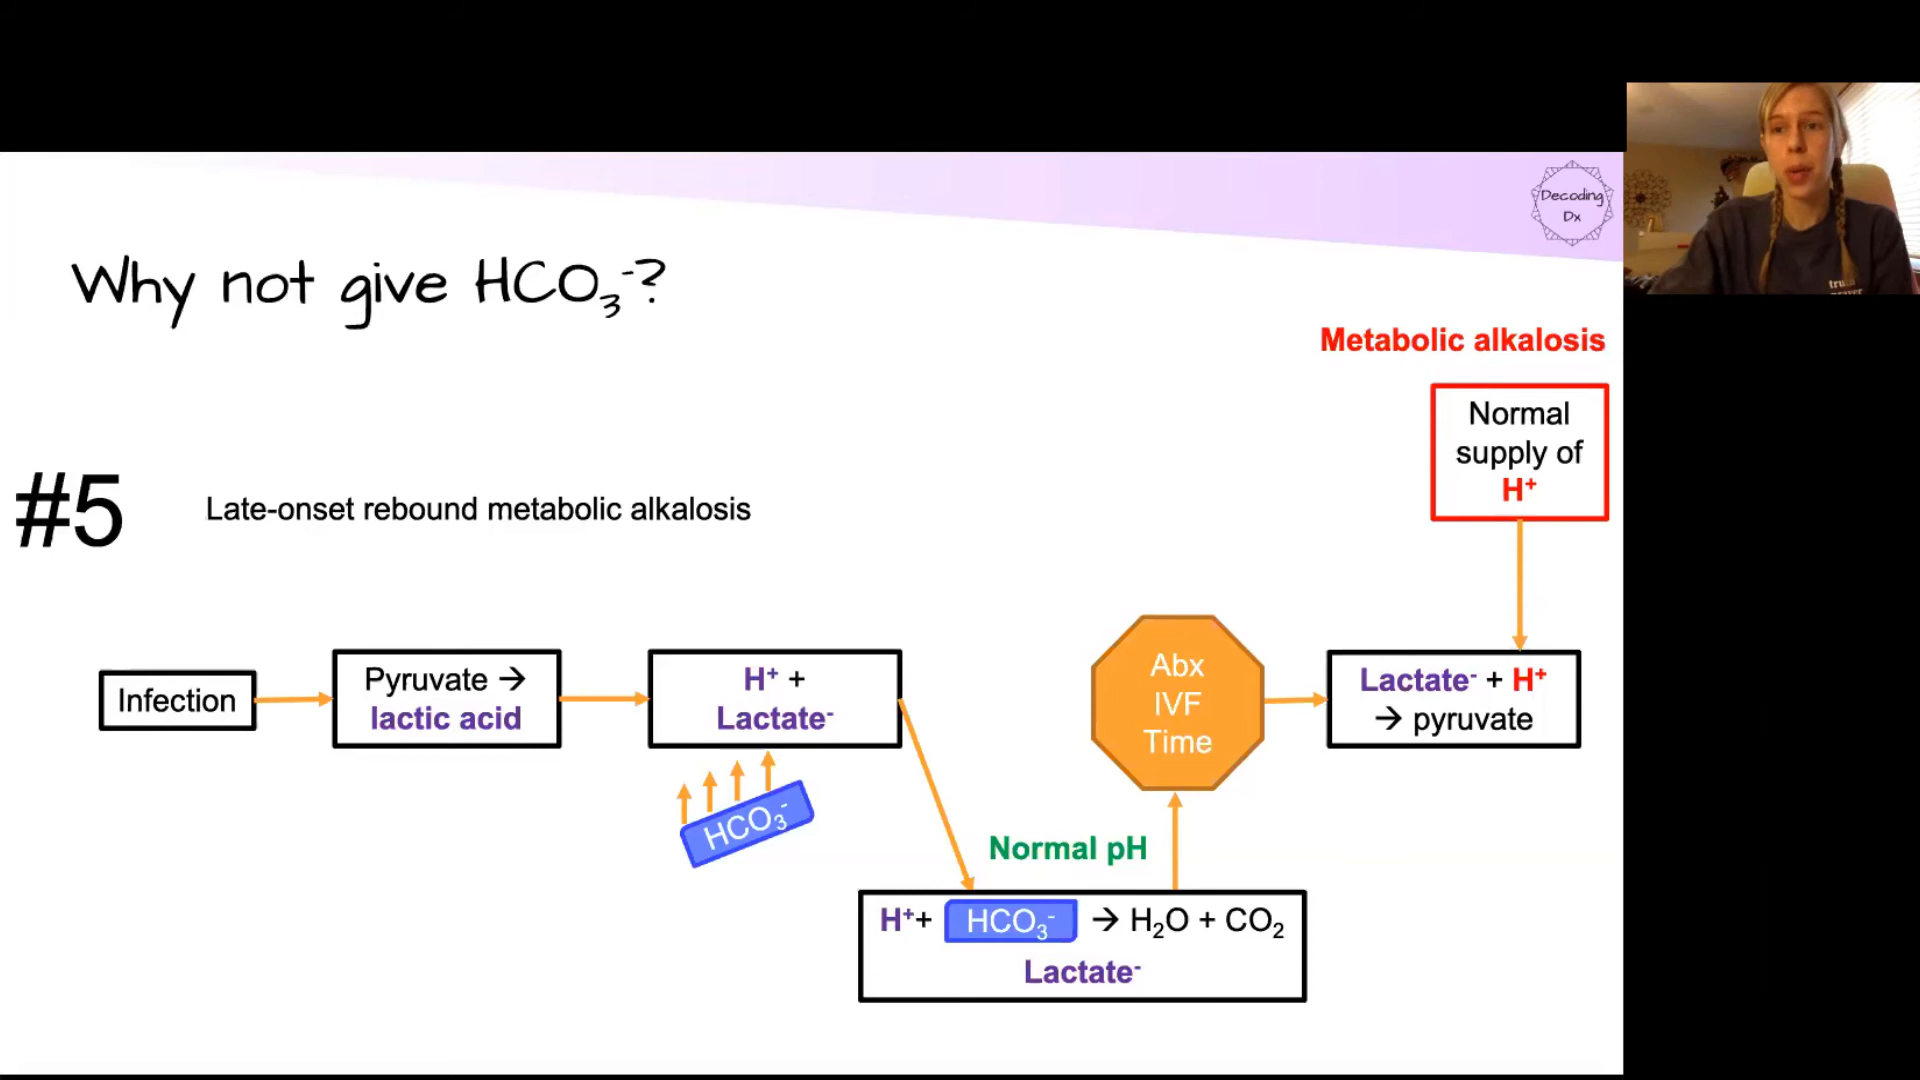 Decoding
Dx
Why not give HCO₃⁻?
Metabolic alkalosis
Normal
supply of
H⁺
#5
Late-onset rebound metabolic alkalosis
Infection
Pyruvate →
lactic acid
H⁺ +
Lactate⁻
HCO₃⁻
Normal pH
H⁺+ HCO₃⁻ → H₂O + CO₂
Lactate⁻
Abx
IVF
Time
Lactate⁻ + H⁺
→ pyruvate